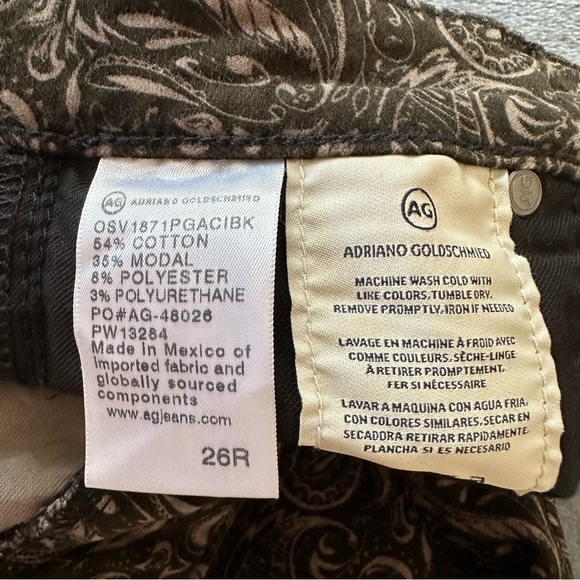 AG ADRIANO GOLDSCHMIED
OSV1871PGACIBK
54% COTTON
35% MODAL
8% POLYESTER
3% POLYURETHANE
PO#AG-48026
PW13284
Made in Mexico of
imported fabric and
globally sourced
components
www.agjeans.com
26R
AG
ADRIANO GOLDSCHMIED
MACHINE WASH COLD WITH
LIKE COLORS, TUMBLE DRY.
REMOVE PROMPTLY, IRON IF NEEDED
LAVAGE EN MACHINE À FROID AVEC
COMME COULEURS. SÈCHE-LINGE
À RETIRER PROMPTEMENT.
FER SI NÉCESSAIRE
LAVAR A MAQUINA CON AGUA FRIA,
CON COLORES SIMILARES, SECAR EN
SECADORA RETIRAR RAPIDAMENTE.
PLANCHA SI ES NECESARIO
AG